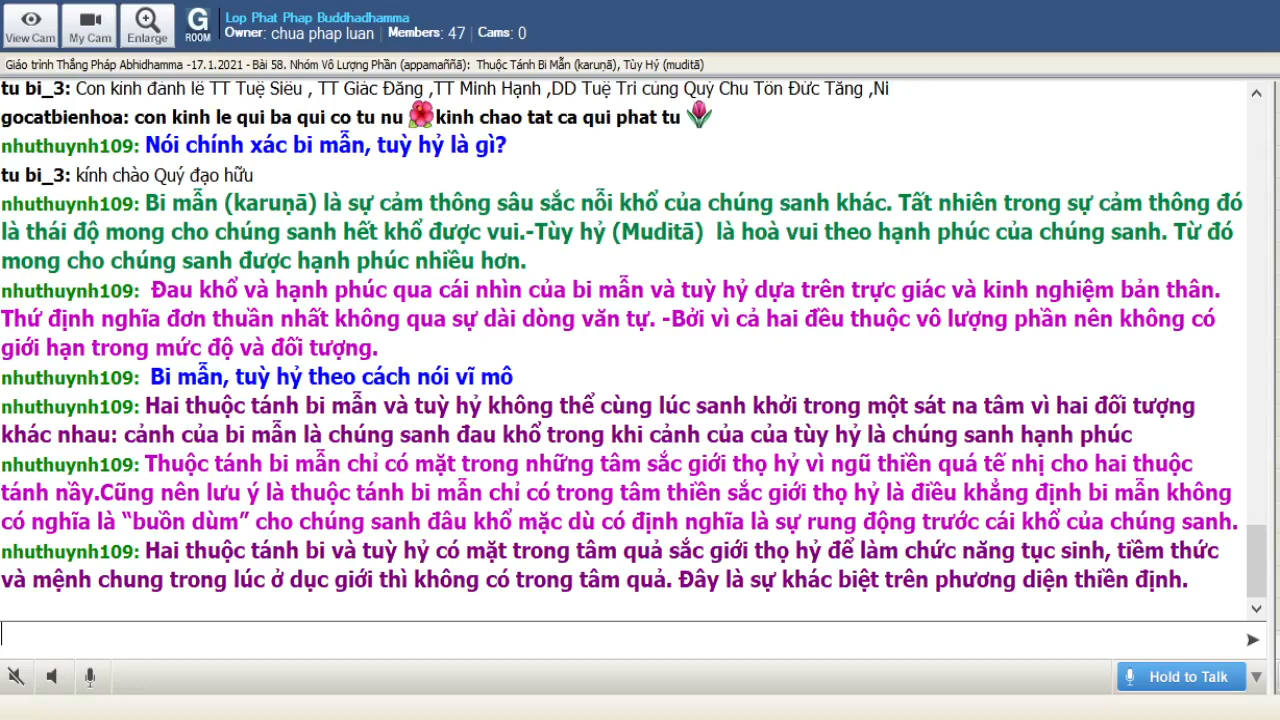 View Cam
My Cam
Enlarge
G
ROOM
Lop Phat Phap Buddhadhamma
Owner: chua phap luan | Members: 47 | Cams: 0
Giáo trình Thắng Pháp Abhidhamma -17.1.2021 - Bài 58. Nhóm Vô Lượng Phần (appamaññā): Thuộc Tánh Bi Mẫn (karuṇā), Tùy Hỷ (muditā)
tu bi_3: Con kính đảnh lễ TT Tuệ Siêu , TT Giác Đẳng ,TT Minh Hạnh ,DD Tuệ Tri cùng Quý Chu Tôn Đức Tăng ,Ni
gocatbienhoa: con kinh le qui ba qui co tu nu kinh chao tat ca qui phat tu
nhuthuynh109: Nói chính xác bi mẫn, tuỳ hỷ là gì?
tu bi_3: kính chào Quý đạo hữu
nhuthuynh109: Bi mẫn (karuṇā) là sự cảm thông sâu sắc nỗi khổ của chúng sanh khác. Tất nhiên trong sự cảm thông đó
là thái độ mong cho chúng sanh hết khổ được vui.-Tùy hỷ (Muditā) là hoà vui theo hạnh phúc của chúng sanh. Từ đó
mong cho chúng sanh được hạnh phúc nhiều hơn.
nhuthuynh109: Đau khổ và hạnh phúc qua cái nhìn của bi mẫn và tuỳ hỷ dựa trên trực giác và kinh nghiệm bản thân.
Thứ định nghĩa đơn thuần nhất không qua sự dài dòng văn tự. -Bởi vì cả hai đều thuộc vô lượng phần nên không có
giới hạn trong mức độ và đối tượng.
nhuthuynh109: Bi mẫn, tuỳ hỷ theo cách nói vĩ mô
nhuthuynh109: Hai thuộc tánh bi mẫn và tuỳ hỷ không thể cùng lúc sanh khởi trong một sát na tâm vì hai đối tượng
khác nhau: cảnh của bi mẫn là chúng sanh đau khổ trong khi cảnh của của tùy hỷ là chúng sanh hạnh phúc
nhuthuynh109: Thuộc tánh bi mẫn chỉ có mặt trong những tâm sắc giới thọ hỷ vì ngũ thiền quá tế nhị cho hai thuộc
tánh nầy.Cũng nên lưu ý là thuộc tánh bi mẫn chỉ có trong tâm thiền sắc giới thọ hỷ là điều khẳng định bi mẫn không
có nghĩa là “buồn dùm” cho chúng sanh đâu khổ mặc dù có định nghĩa là sự rung động trước cái khổ của chúng sanh.
nhuthuynh109: Hai thuộc tánh bi và tuỳ hỷ có mặt trong tâm quả sắc giới thọ hỷ để làm chức năng tục sinh, tiềm thức
và mệnh chung trong lúc ở dục giới thì không có trong tâm quả. Đây là sự khác biệt trên phương diện thiền định.
Hold to Talk